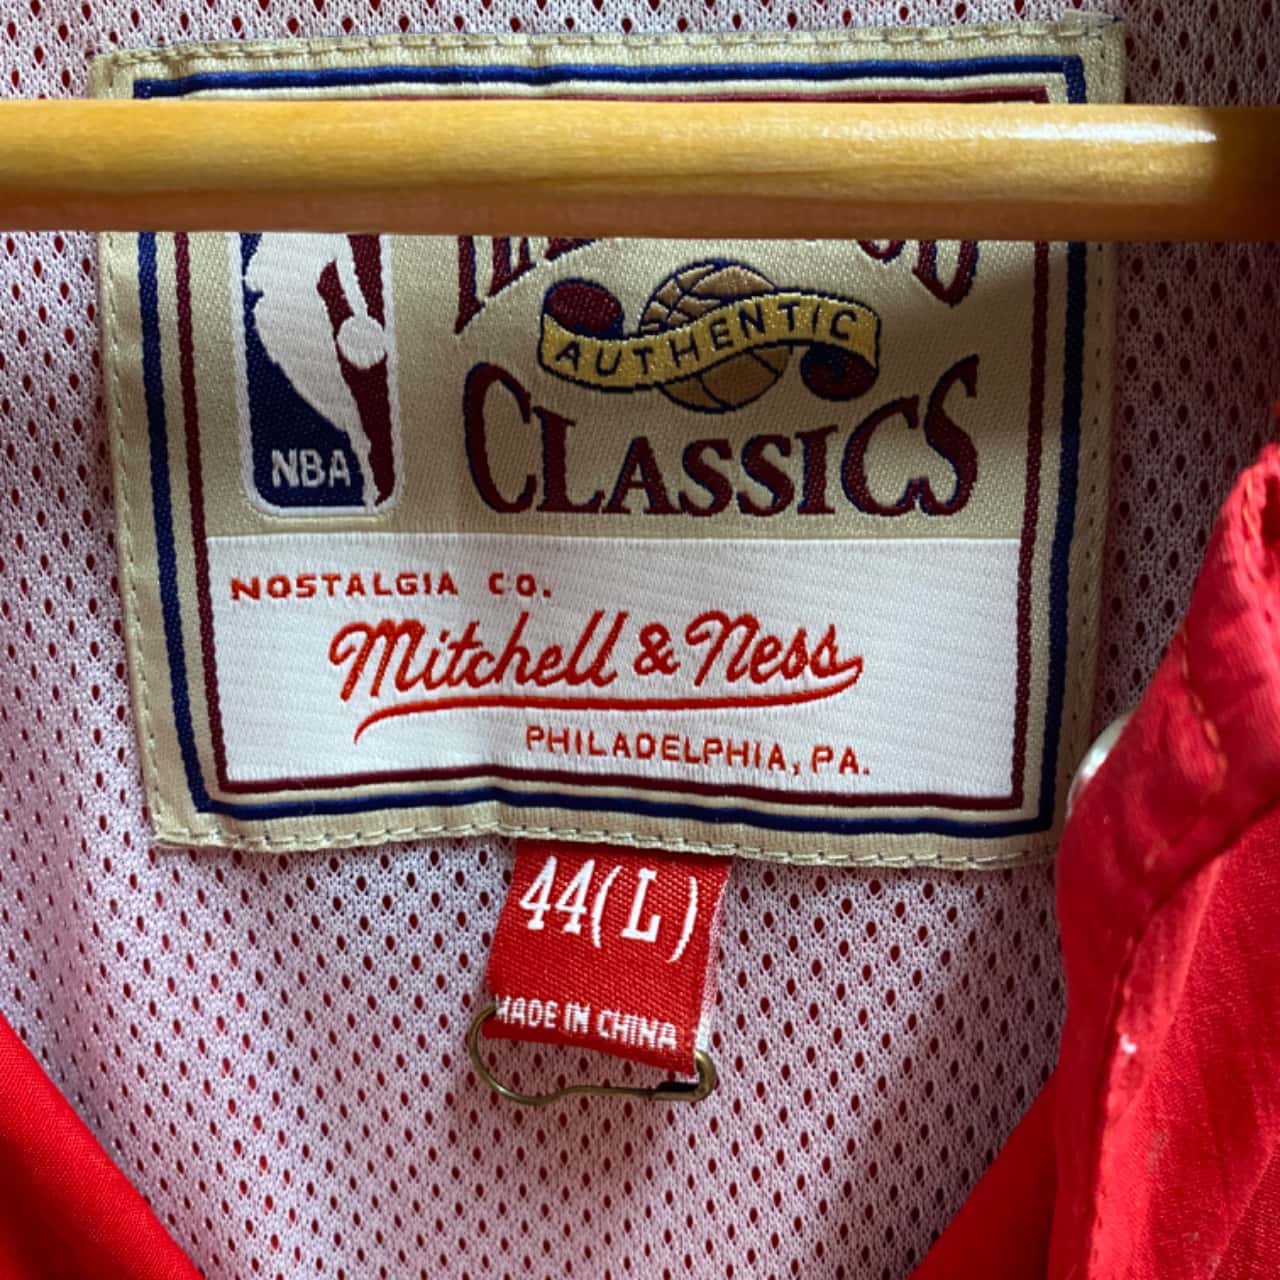 AUTHENTIC
CLASSICS
NBA
NOSTALGIA CO.
Mitchell & Ness
PHILADELPHIA, PA.
44(L)
MADE IN CHINA